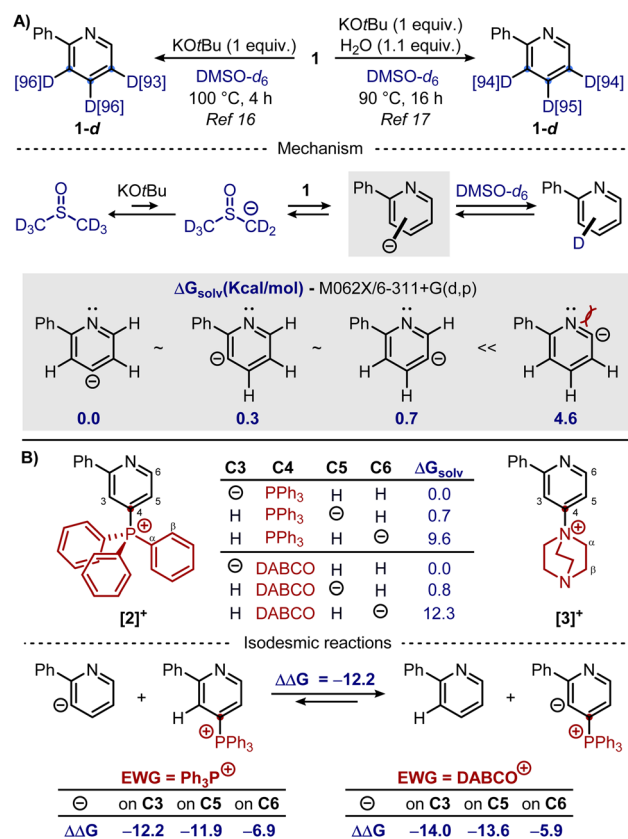 A)
Ph N
[96]D D[93]
D[96]
1-d
KOtBu (1 equiv.)
DMSO-d6
100 °C, 4 h
Ref 16
1
KOtBu (1 equiv.)
H2O (1.1 equiv.)
DMSO-d6
90 °C, 16 h
Ref 17
Ph N
[94]D D[94]
D[95]
1-d
Mechanism
O
S
D3C CD3
KOtBu
O
S ⊖
D3C CD2
1
Ph N
⊖
DMSO-d6
Ph N
D
ΔGsolv(Kcal/mol) - M062X/6-311+G(d,p)
Ph N H
H ⊖ H
0.0
~
Ph N H
⊖ H
H
0.3
~
Ph N H
H ⊖
H
0.7
<<
Ph N ⊖
H H
H
4.6
B)
Ph N 6
3 5
4
P ⊕ β
α
[2]+
C3 C4 C5 C6 ΔGsolv
⊖ PPh3 H H 0.0
H PPh3 ⊖ H 0.7
H PPh3 H ⊖ 9.6
⊖ DABCO H H 0.0
H DABCO ⊖ H 0.8
H DABCO H ⊖ 12.3
Ph N 6
3 5
4
N ⊕ α
β
N
[3]+
Isodesmic reactions
Ph N
⊖
+
Ph N
H
⊕PPh3
ΔΔG = −12.2
Ph N
H
+
Ph N
⊖
⊕PPh3
EWG = Ph3P⊕
⊖ on C3 on C5 on C6
ΔΔG −12.2 −11.9 −6.9
EWG = DABCO⊕
⊖ on C3 on C5 on C6
ΔΔG −14.0 −13.6 −5.9